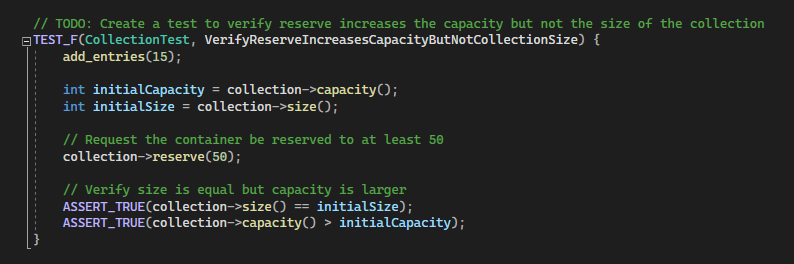 // TODO: Create a test to verify reserve increases the capacity but not the size of the collection
TEST_F(CollectionTest, VerifyReserveIncreasesCapacityButNotCollectionSize) {
add_entries(15);
int initialCapacity = collection->capacity();
int initialSize = collection->size();
// Request the container be reserved to at least 50
collection->reserve(50);
// Verify size is equal but capacity is larger
ASSERT_TRUE(collection->size() == initialSize);
ASSERT_TRUE(collection->capacity() > initialCapacity);
}